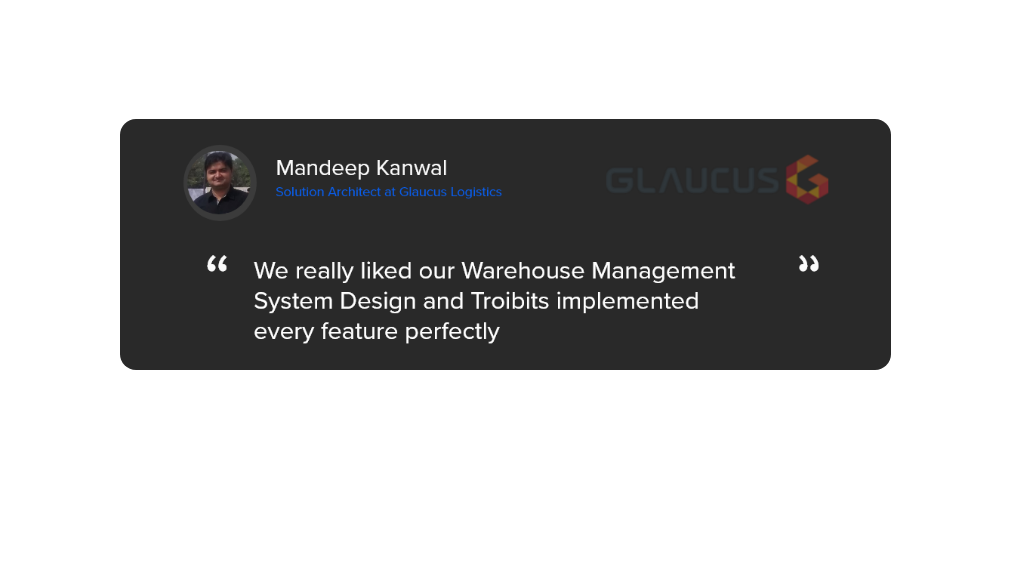 Mandeep Kanwal
Solution Architect at Glaucus Logistics
GLAUCUS
“ We really liked our Warehouse Management ”
System Design and Troibits implemented
every feature perfectly